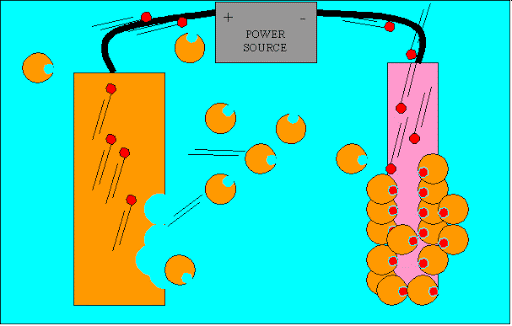 + -
POWER
SOURCE